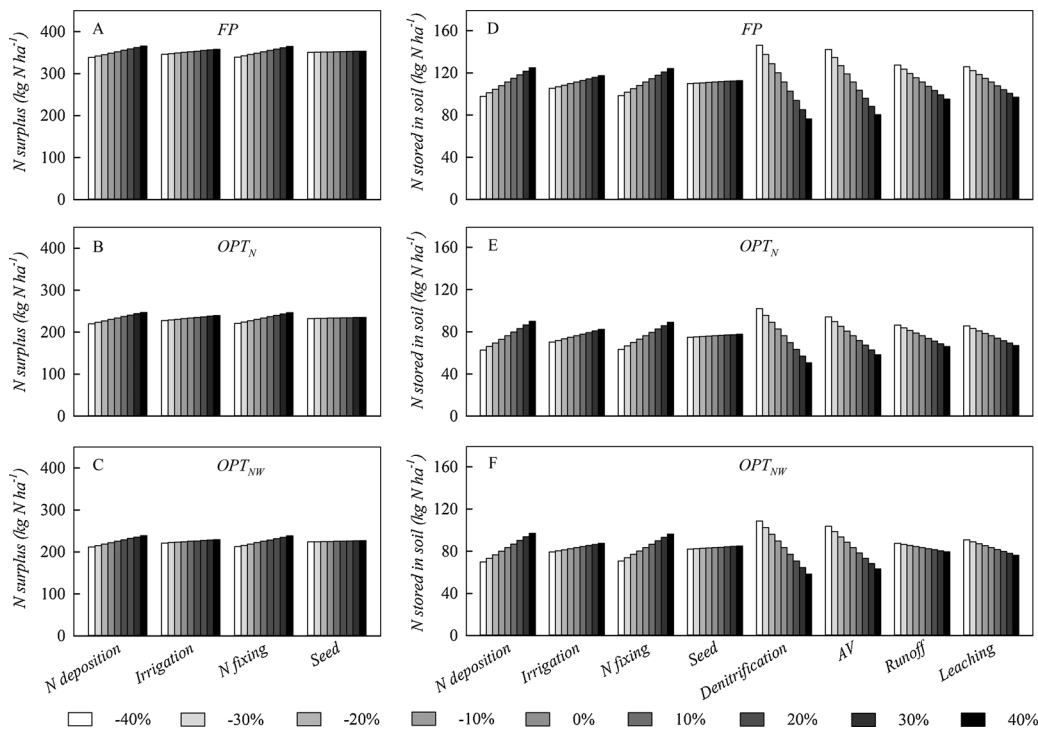 A FP
N surplus (kg N ha⁻¹)
400
300
200
100
0
D FP
N stored in soil (kg N ha⁻¹)
160
120
80
40
0
B OPT_N
N surplus (kg N ha⁻¹)
400
300
200
100
0
E OPT_N
N stored in soil (kg N ha⁻¹)
160
120
80
40
0
C OPT_NW
N surplus (kg N ha⁻¹)
400
300
200
100
0
N deposition Irrigation N fixing Seed
F OPT_NW
N stored in soil (kg N ha⁻¹)
160
120
80
40
0
N deposition Irrigation N fixing Seed Denitrification AV Runoff Leaching
-40% -30% -20% -10% 0% 10% 20% 30% 40%